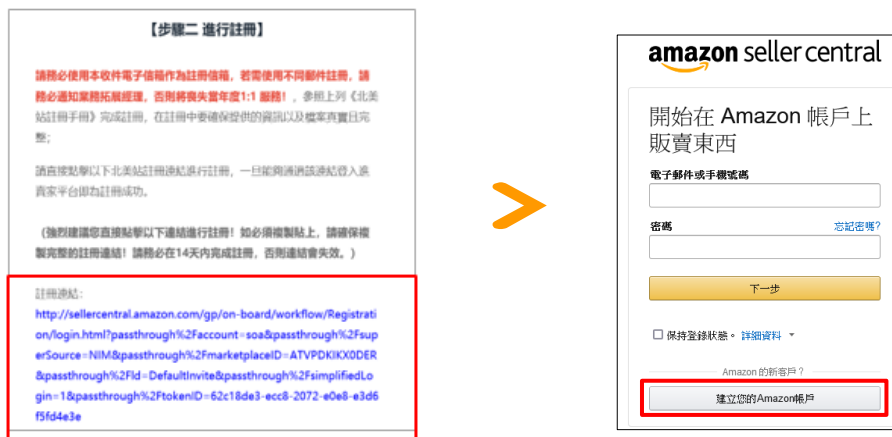 【步驟二 進行註冊】
請務必使用本收件電子信箱作為註冊信箱，若需使用不同郵件註冊，請
務必通知業務拓展經理，否則將喪失當年度1:1 服務！，參照上列《北美
站註冊手冊》完成註冊，在註冊中要確保提供的資訊以及檔案真實且完
整；
請直接點擊以下北美站註冊連結進行註冊，一旦能夠通過該連結登入進
賣家平台即為註冊成功。
（強烈建議您直接點擊以下連結進行註冊！如必須複製貼上，請確保複
製完整的註冊連結！請務必在14天內完成註冊，否則連結會失效。）
註冊連結：
http://sellercentral.amazon.com/gp/on-board/workflow/Registrati
on/login.html?passthrough%2Faccount=soa&passthrough%2Fsup
erSource=NIM&passthrough%2FmarketplaceID=ATVPDKIKX0DER
&passthrough%2Fld=DefaultInvite&passthrough%2FsimplifiedLo
gin=1&passthrough%2FtokenID=62c18de3-ecc8-2072-e0e8-e3d6
f5fd4e3e
amazon seller central
開始在 Amazon 帳戶上
販賣東西
電子郵件或手機號碼
密碼 忘記密碼?
下一步
保持登錄狀態。 詳細資料
Amazon 的新客戶？
建立您的Amazon帳戶